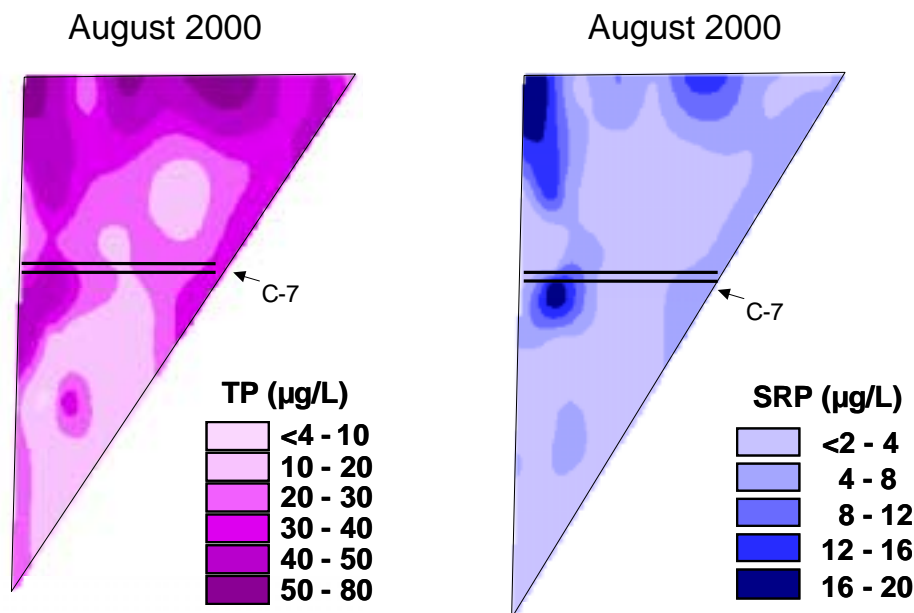 August 2000
C-7
TP (µg/L)
<4 - 10
10 - 20
20 - 30
30 - 40
40 - 50
50 - 80
August 2000
C-7
SRP (µg/L)
<2 - 4
4 - 8
8 - 12
12 - 16
16 - 20